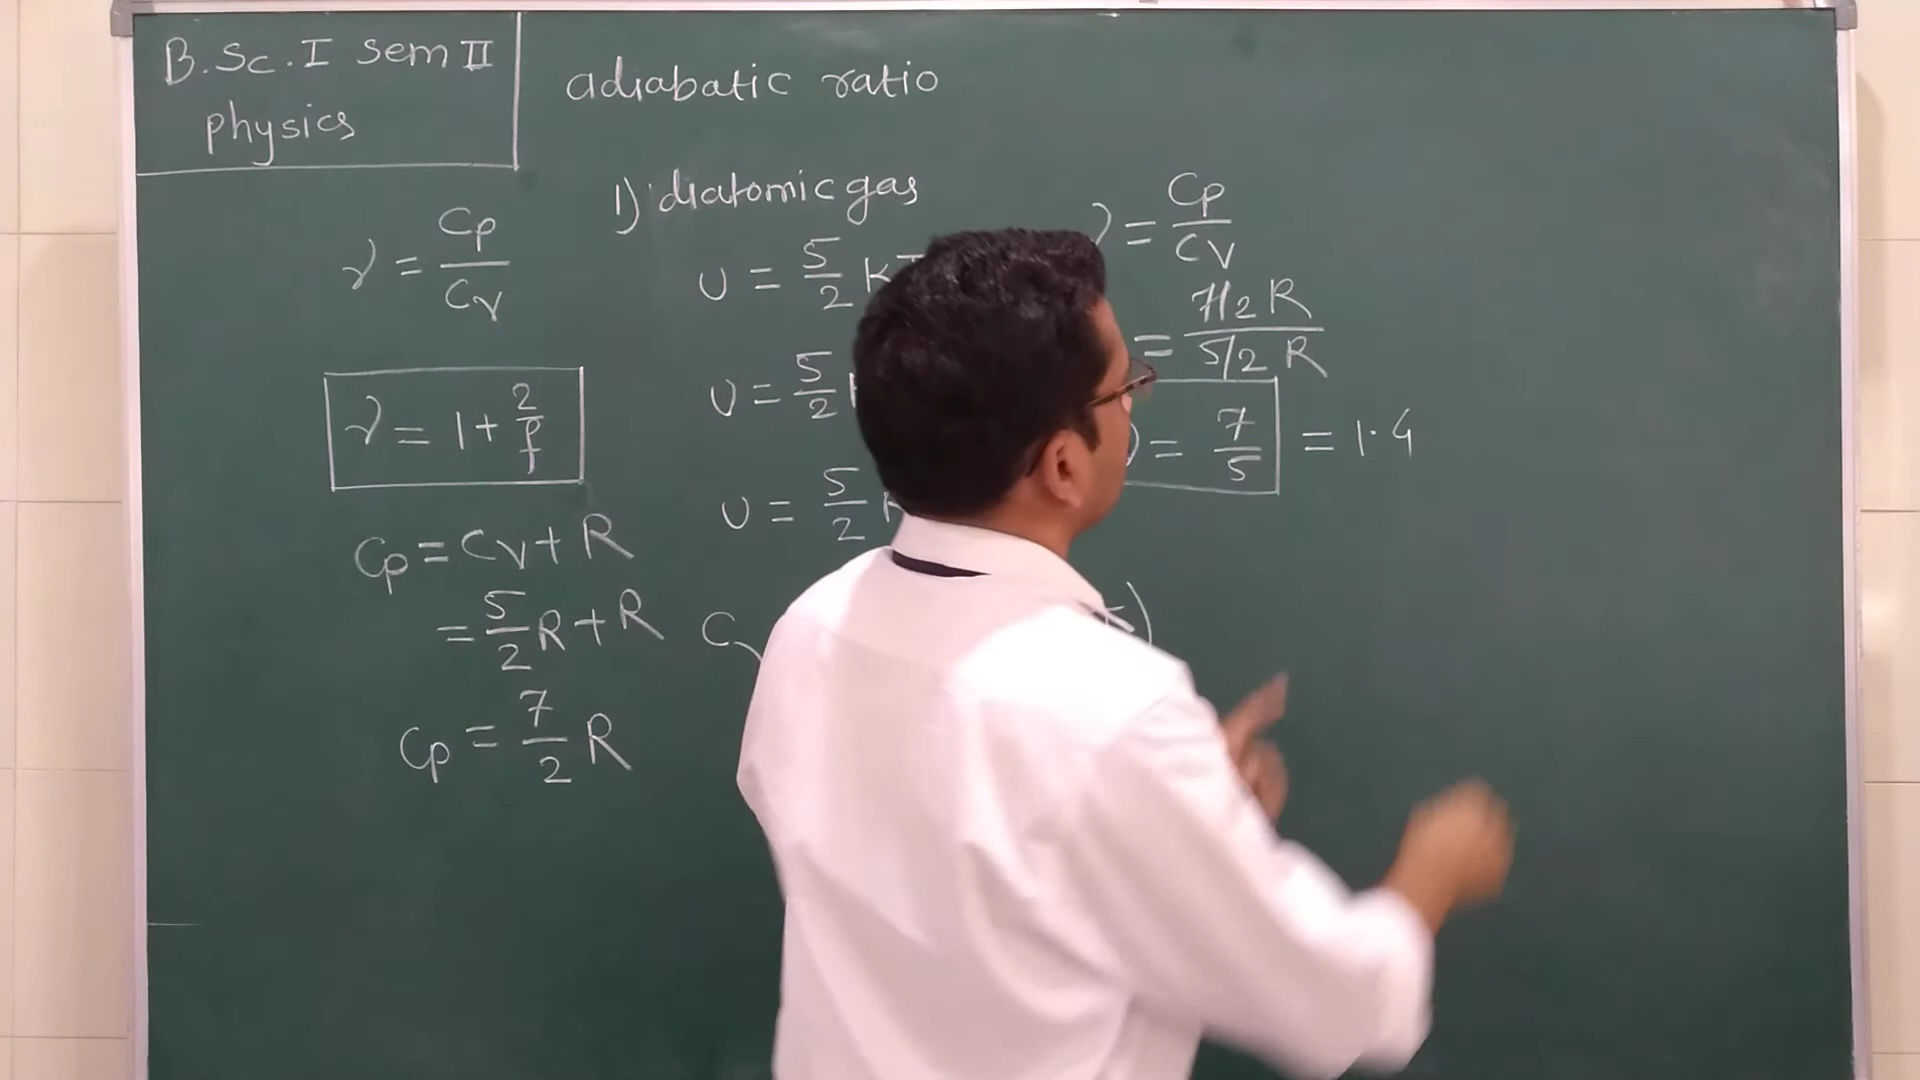 B.Sc. I Sem II
Physics
adiabatic ratio
γ = Cp / Cv
γ = 1 + 2/f
Cp = Cv + R
= 5/2 R + R
Cp = 7/2 R
1) diatomic gas
U = 5/2 KT
U = 5/2
U = 5/2
C
γ = Cp / Cv
= 7/2 R / 5/2 R
= 7/5 = 1.4